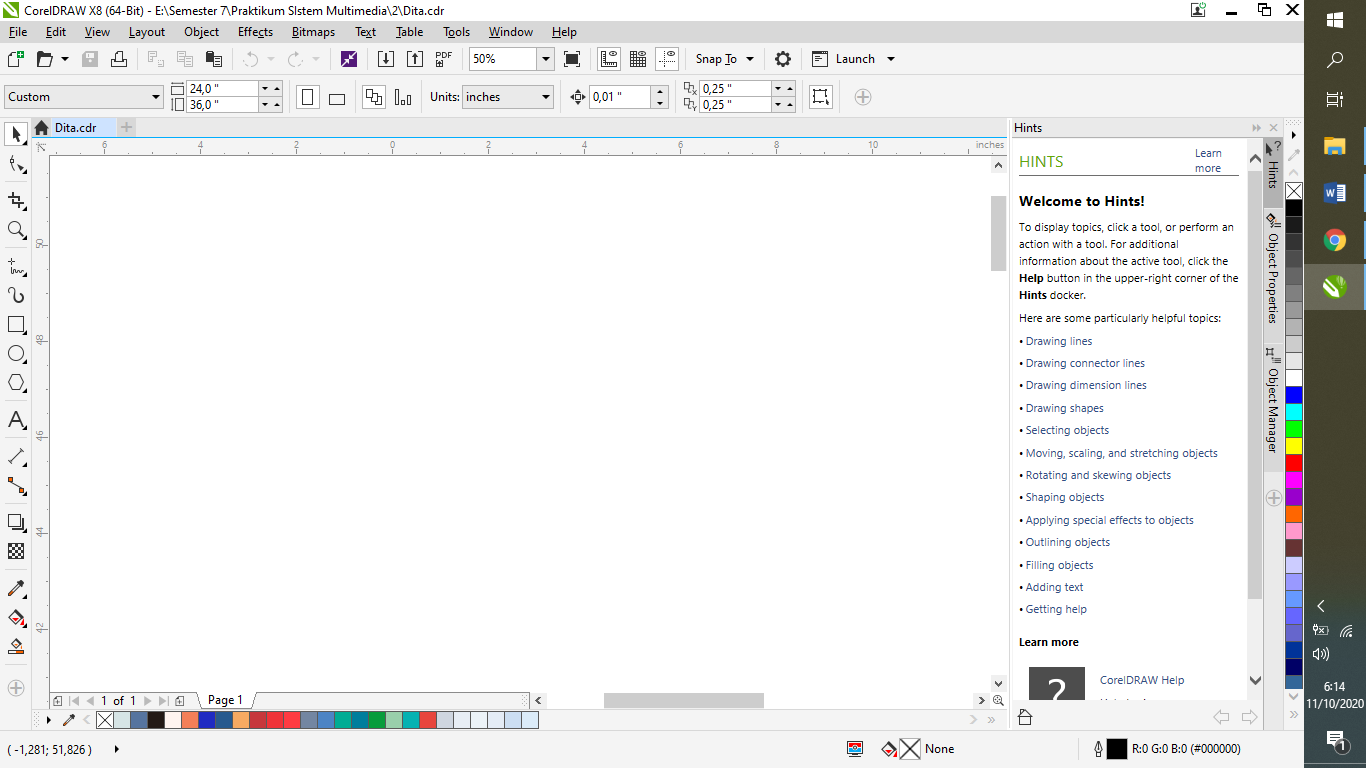 CorelDRAW X8 (64-Bit) - E:\Semester 7\Praktikum SIstem Multimedia\2\Dita.cdr
File Edit View Layout Object Effects Bitmaps Text Table Tools Window Help
PDF 50% Snap To Launch
Custom 24,0 " 36,0 " Units: inches 0,01 " 0,25 " 0,25 "
Dita.cdr
6 4 2 0 2 4 6 8 10 inches
50
48
46
44
42
Hints
HINTS
Learn more
Welcome to Hints!
To display topics, click a tool, or perform an
action with a tool. For additional
information about the active tool, click the
Help button in the upper-right corner of the
Hints docker.
Here are some particularly helpful topics:
• Drawing lines
• Drawing connector lines
• Drawing dimension lines
• Drawing shapes
• Selecting objects
• Moving, scaling, and stretching objects
• Rotating and skewing objects
• Shaping objects
• Applying special effects to objects
• Outlining objects
• Filling objects
• Adding text
• Getting help
Learn more
?
CorelDRAW Help
Hints
Object Properties
Object Manager
1 of 1 Page 1
( -1,281; 51,826 ) None R:0 G:0 B:0 (#000000)
6:14
11/10/2020
1